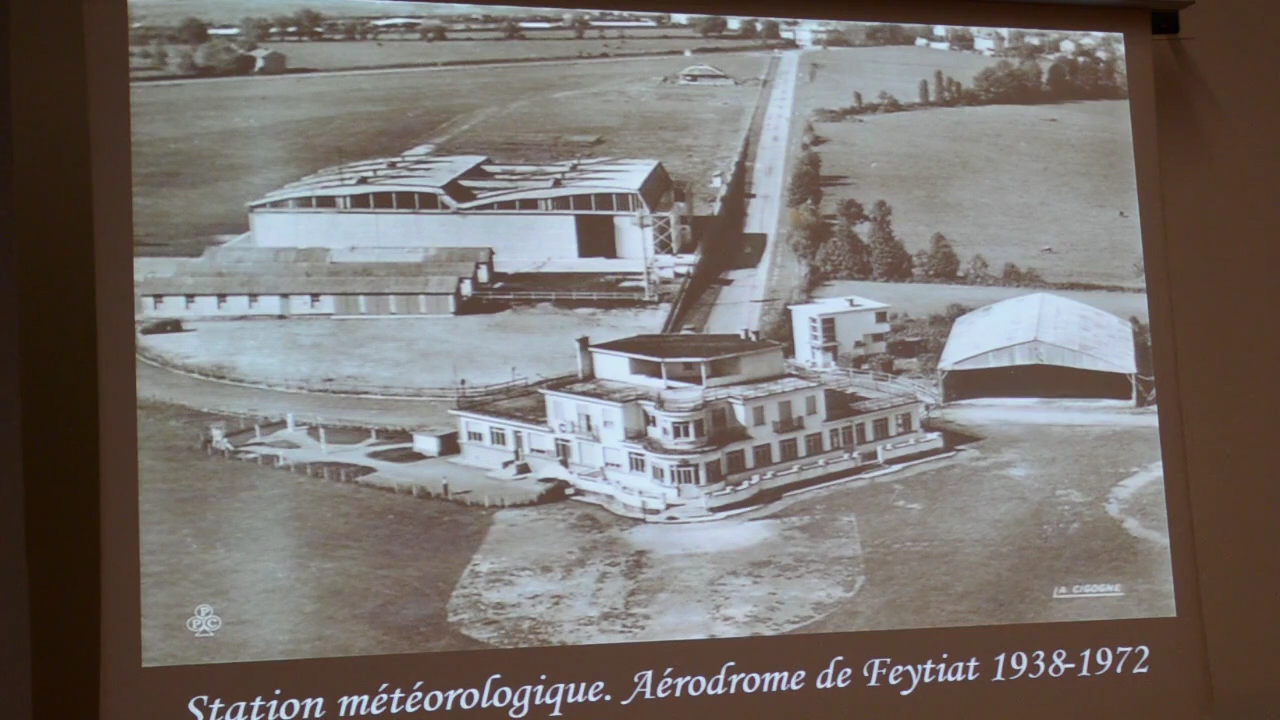 LA CIGOGNE
P
P C
Station météorologique. Aérodrome de Feytiat 1938-1972